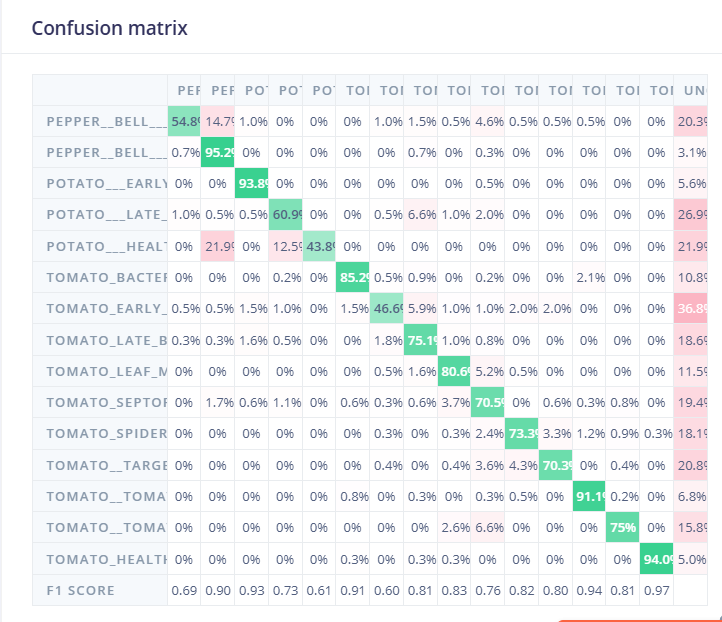 Confusion matrix
PEF PEF PO PO PO TO TO TO TO TO TO TO TO TO TO UN
PEPPER__BELL___ 54.8% 14.7% 1.0% 0% 0% 0% 1.0% 1.5% 0.5% 4.6% 0.5% 0.5% 0.5% 0% 0% 20.3%
PEPPER__BELL___ 0.7% 95.2% 0% 0% 0% 0% 0% 0.7% 0% 0.3% 0% 0% 0% 0% 0% 3.1%
POTATO___EARLY 0% 0% 93.8% 0% 0% 0% 0% 0% 0% 0.5% 0% 0% 0% 0% 0% 5.6%
POTATO___LATE_ 1.0% 0.5% 0.5% 60.9% 0% 0% 0.5% 6.6% 1.0% 2.0% 0% 0% 0% 0% 0% 26.9%
POTATO___HEALT 0% 21.9% 0% 12.5% 43.8% 0% 0% 0% 0% 0% 0% 0% 0% 0% 0% 21.9%
TOMATO_BACTER 0% 0% 0% 0.2% 0% 85.2% 0.5% 0.9% 0% 0.2% 0% 0% 2.1% 0% 0% 10.8%
TOMATO_EARLY_ 0.5% 0.5% 1.5% 1.0% 0% 1.5% 46.6% 5.9% 1.0% 1.0% 2.0% 2.0% 0% 0% 0% 36.8%
TOMATO_LATE_B 0.3% 0.3% 1.6% 0.5% 0% 0% 1.8% 75.1% 1.0% 0.8% 0% 0% 0% 0% 0% 18.6%
TOMATO_LEAF_M 0% 0% 0% 0% 0% 0% 0.5% 1.6% 80.6% 5.2% 0.5% 0% 0% 0% 0% 11.5%
TOMATO_SEPTOR 0% 1.7% 0.6% 1.1% 0% 0.6% 0.3% 0.6% 3.7% 70.5% 0% 0.6% 0.3% 0.8% 0% 19.4%
TOMATO_SPIDER 0% 0% 0% 0% 0% 0% 0.3% 0% 0.3% 2.4% 73.3% 3.3% 1.2% 0.9% 0.3% 18.1%
TOMATO__TARGE 0% 0% 0% 0% 0% 0% 0.4% 0% 0.4% 3.6% 4.3% 70.3% 0% 0.4% 0% 20.8%
TOMATO__TOMA 0% 0% 0% 0% 0% 0.8% 0% 0.3% 0% 0.3% 0.5% 0% 91.1% 0.2% 0% 6.8%
TOMATO__TOMA 0% 0% 0% 0% 0% 0% 0% 0% 2.6% 6.6% 0% 0% 0% 75% 0% 15.8%
TOMATO_HEALTH 0% 0% 0% 0% 0% 0.3% 0% 0.3% 0.3% 0% 0% 0% 0% 0% 94.0% 5.0%
F1 SCORE 0.69 0.90 0.93 0.73 0.61 0.91 0.60 0.81 0.83 0.76 0.82 0.80 0.94 0.81 0.97